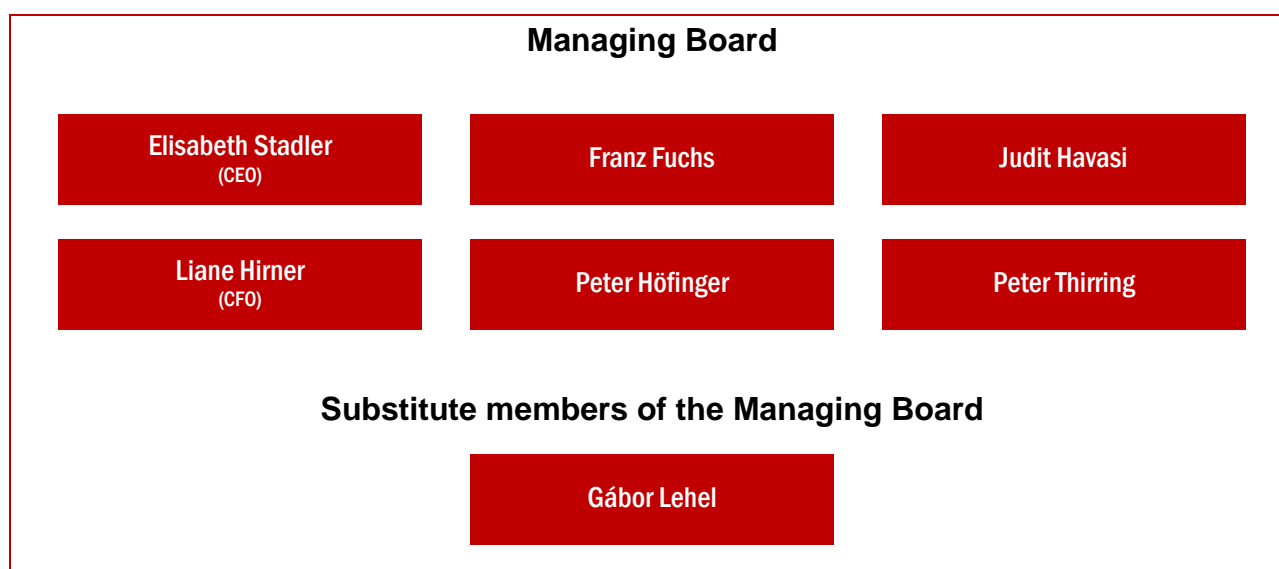 Managing Board
Elisabeth Stadler
(CEO)
Franz Fuchs
Judit Havasi
Liane Hirner
(CFO)
Peter Höfinger
Peter Thirring
Substitute members of the Managing Board
Gábor Lehel